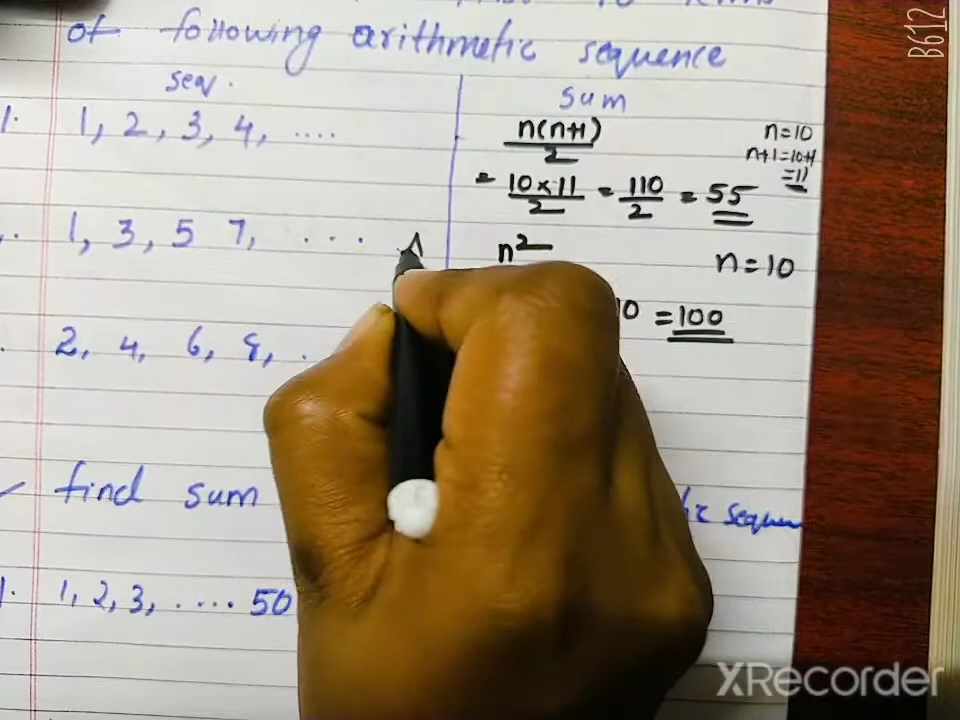 of following arithmetic sequence
seq. sum
1. 1, 2, 3, 4, .... n(n+1)/2 n=10
n+1=10+1
=11
= 10×11/2 = 110/2 = 55
1, 3, 5 7, .... n² n=10
10 =100
2, 4, 6, 8, .
find sum sequen
1. 1, 2, 3, .... 50
XRecorder
B612